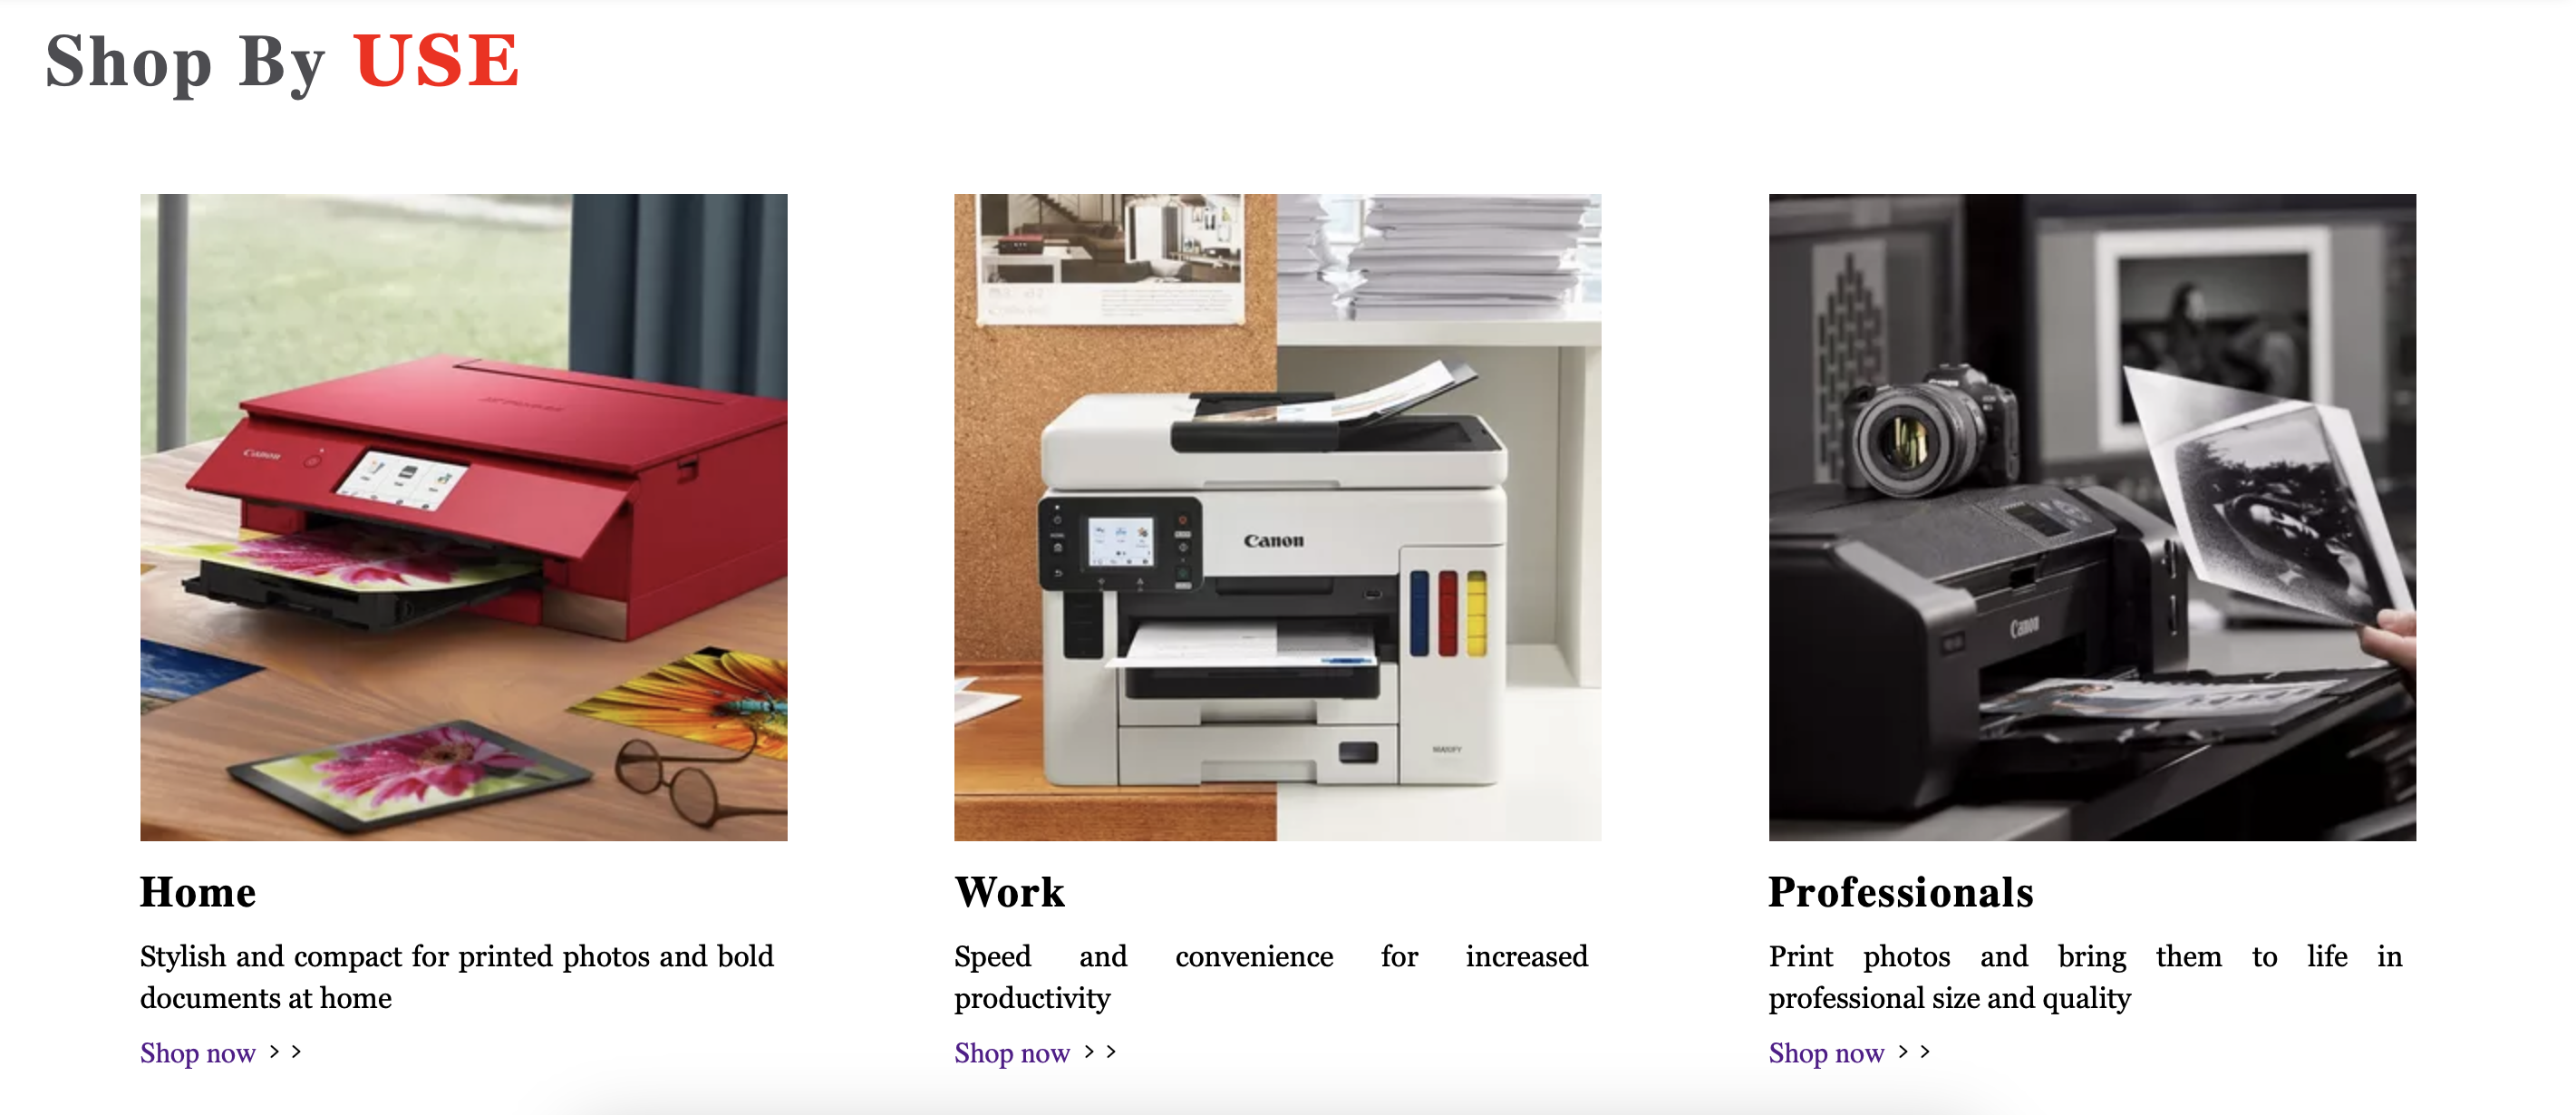 Shop By USE
Canon
Canon
MAXIFY
Canon
Home
Work
Professionals
Stylish and compact for printed photos and bold
documents at home
Speed and convenience for increased
productivity
Print photos and bring them to life in
professional size and quality
Shop now > >
Shop now > >
Shop now > >